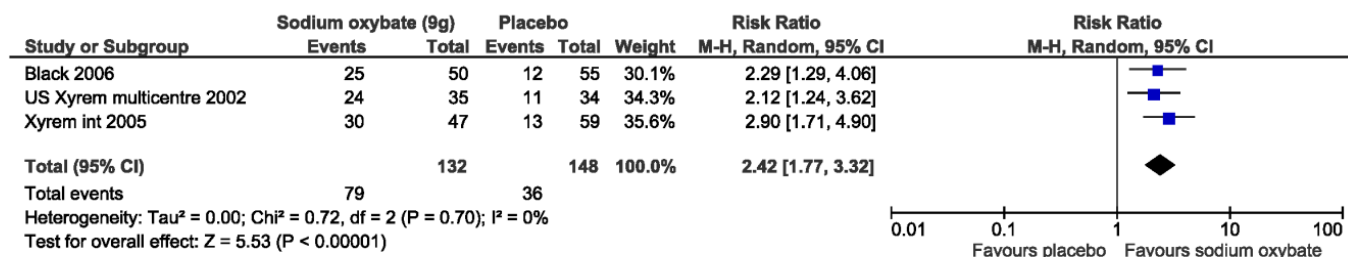 Sodium oxybate (9g) Placebo Risk Ratio Risk Ratio
Study or Subgroup Events Total Events Total Weight M-H, Random, 95% CI M-H, Random, 95% CI
Black 2006 25 50 12 55 30.1% 2.29 [1.29, 4.06]
US Xyrem multicentre 2002 24 35 11 34 34.3% 2.12 [1.24, 3.62]
Xyrem int 2005 30 47 13 59 35.6% 2.90 [1.71, 4.90]
Total (95% CI) 132 148 100.0% 2.42 [1.77, 3.32]
Total events 79 36
Heterogeneity: Tau² = 0.00; Chi² = 0.72, df = 2 (P = 0.70); I² = 0%
Test for overall effect: Z = 5.53 (P < 0.00001)
0.01 0.1 1 10 100
Favours placebo Favours sodium oxybate